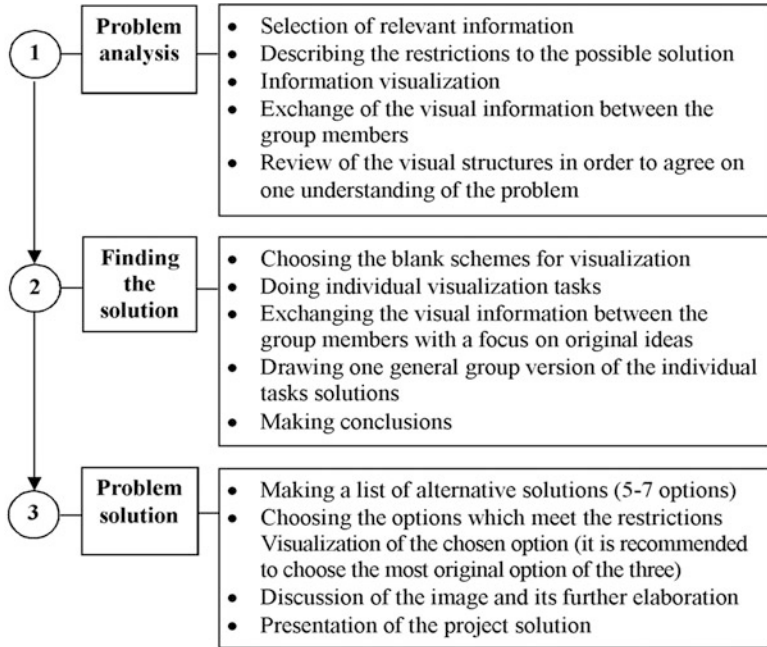 1
Problem
analysis
• Selection of relevant information
• Describing the restrictions to the possible solution
• Information visualization
• Exchange of the visual information between the
group members
• Review of the visual structures in order to agree on
one understanding of the problem
2
Finding
the
solution
• Choosing the blank schemes for visualization
• Doing individual visualization tasks
• Exchanging the visual information between the
group members with a focus on original ideas
• Drawing one general group version of the individual
tasks solutions
• Making conclusions
3
Problem
solution
• Making a list of alternative solutions (5-7 options)
• Choosing the options which meet the restrictions
Visualization of the chosen option (it is recommended
to choose the most original option of the three)
• Discussion of the image and its further elaboration
• Presentation of the project solution